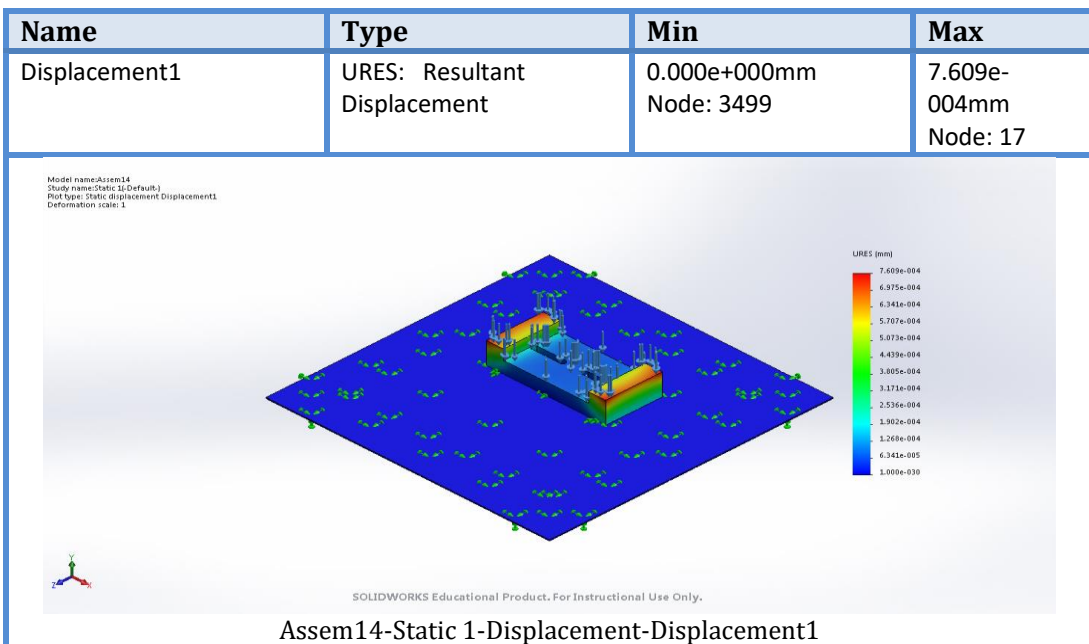 Name Type Min Max
Displacement1 URES: Resultant Displacement 0.000e+000mm Node: 3499 7.609e-004mm Node: 17
Model name:Assem14
Study name:Static 1(-Default-)
Plot type: Static displacement Displacement1
Deformation scale: 1
URES (mm)
7.609e-004
6.975e-004
6.341e-004
5.707e-004
5.073e-004
4.439e-004
3.805e-004
3.171e-004
2.536e-004
1.902e-004
1.268e-004
6.341e-005
1.000e-030
Y
Z X
SOLIDWORKS Educational Product. For Instructional Use Only.
Assem14-Static 1-Displacement-Displacement1